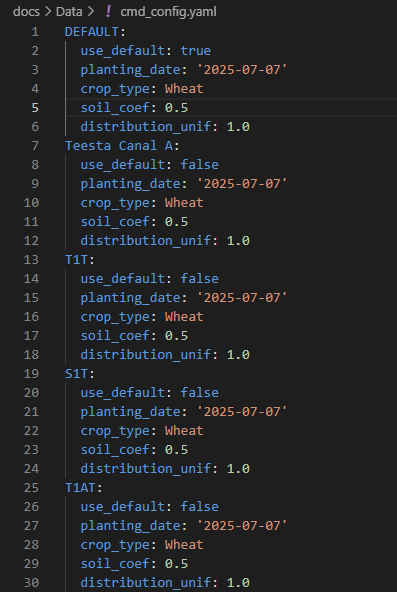 docs > Data > ! cmd_config.yaml
1 DEFAULT:
2 use_default: true
3 planting_date: '2025-07-07'
4 crop_type: Wheat
5 soil_coef: 0.5
6 distribution_unif: 1.0
7 Teesta Canal A:
8 use_default: false
9 planting_date: '2025-07-07'
10 crop_type: Wheat
11 soil_coef: 0.5
12 distribution_unif: 1.0
13 T1T:
14 use_default: false
15 planting_date: '2025-07-07'
16 crop_type: Wheat
17 soil_coef: 0.5
18 distribution_unif: 1.0
19 S1T:
20 use_default: false
21 planting_date: '2025-07-07'
22 crop_type: Wheat
23 soil_coef: 0.5
24 distribution_unif: 1.0
25 T1AT:
26 use_default: false
27 planting_date: '2025-07-07'
28 crop_type: Wheat
29 soil_coef: 0.5
30 distribution_unif: 1.0